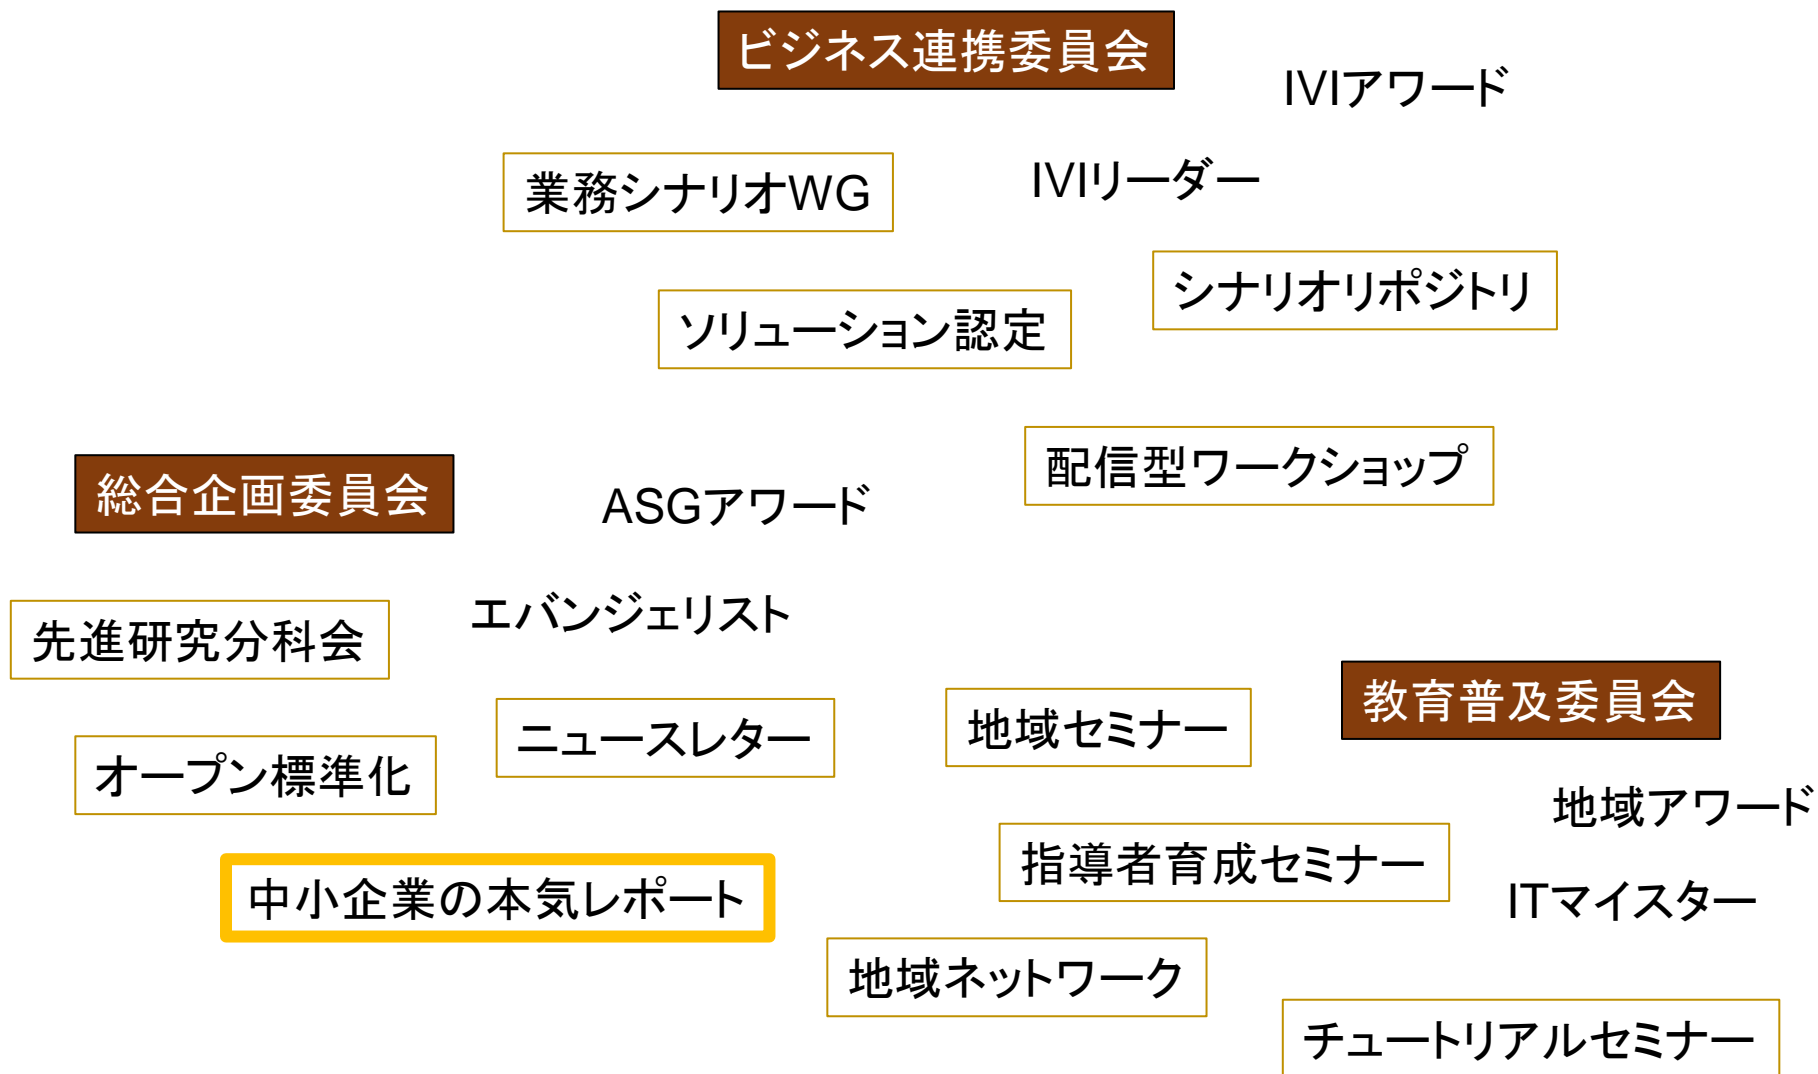 ビジネス連携委員会
IVIアワード
業務シナリオWG
IVIリーダー
シナリオリポジトリ
ソリューション認定
配信型ワークショップ
総合企画委員会
ASGアワード
エバンジェリスト
先進研究分科会
教育普及委員会
ニュースレター
地域セミナー
オープン標準化
地域アワード
指導者育成セミナー
中小企業の本気レポート
ITマイスター
地域ネットワーク
チュートリアルセミナー